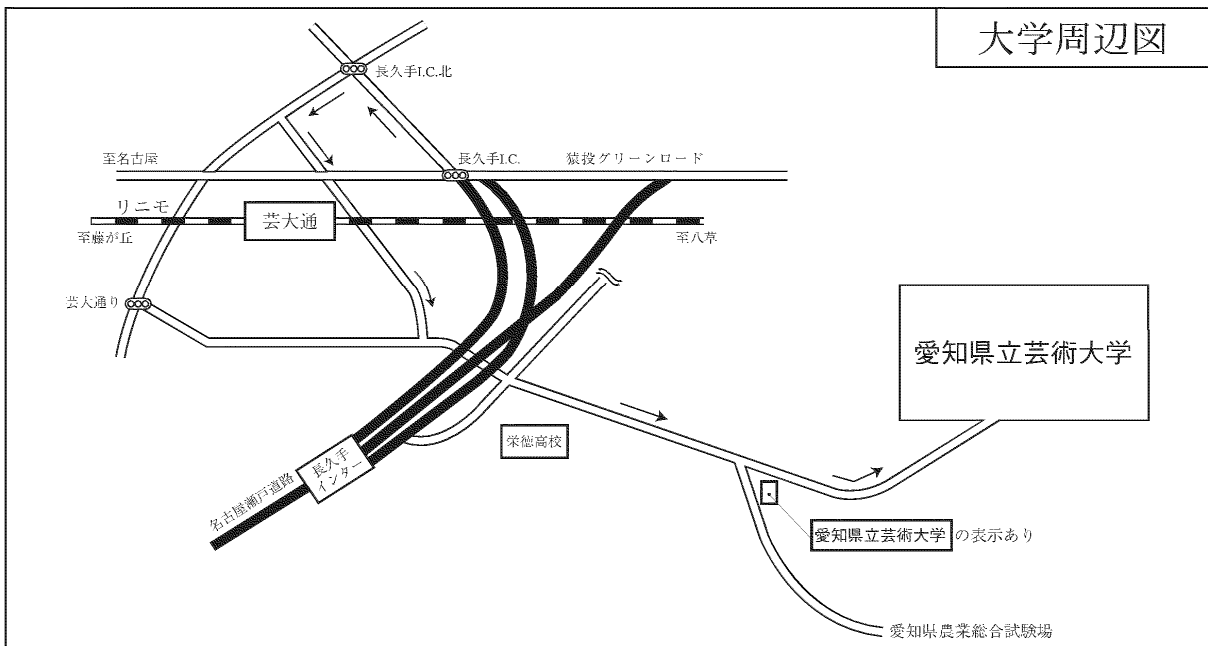 大学周辺図
長久手I.C.北
至名古屋
長久手I.C.
猿投グリーンロード
リニモ
芸大通
至藤が丘
至八草
芸大通り
愛知県立芸術大学
栄徳高校
長久手
インター
名古屋瀬戸道路
愛知県立芸術大学の表示あり
愛知県農業総合試験場